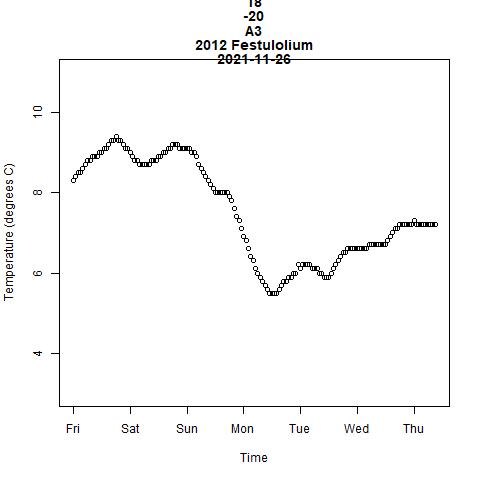 18
-20
A3
2012 Festulolium
2021-11-26
Temperature (degrees C)
10
8
6
4
Fri Sat Sun Mon Tue Wed Thu
Time